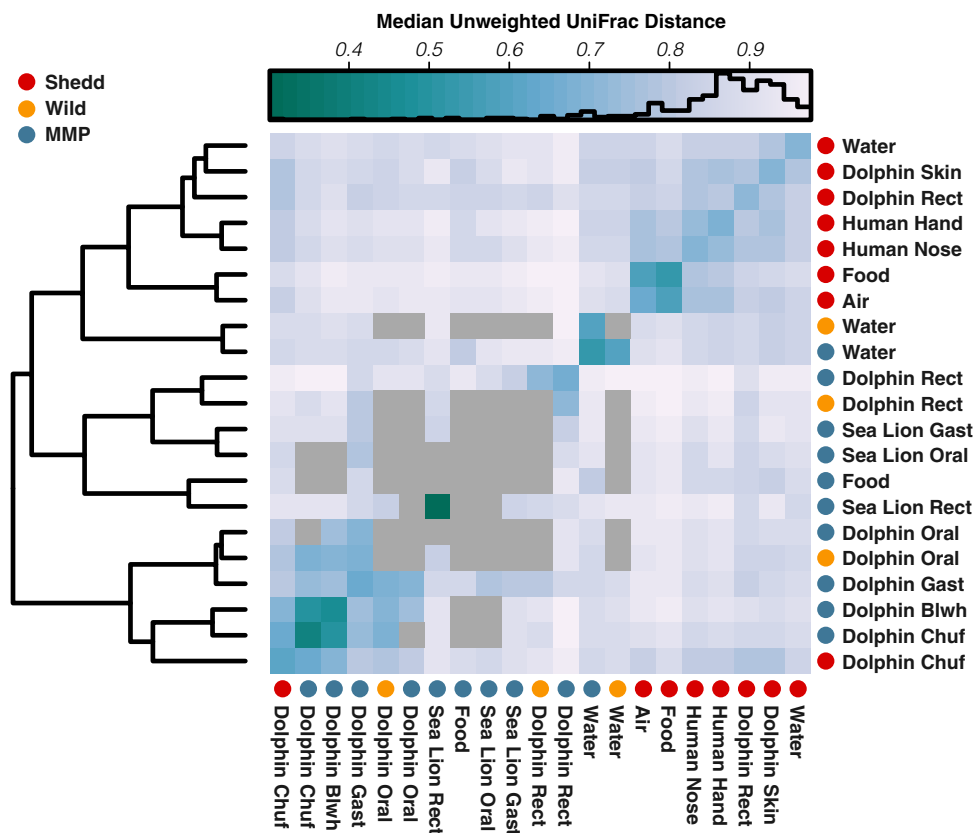 Median Unweighted UniFrac Distance
0.4 0.5 0.6 0.7 0.8 0.9
Shedd
Wild
MMP
Water
Dolphin Skin
Dolphin Rect
Human Hand
Human Nose
Food
Air
Water
Water
Dolphin Rect
Dolphin Rect
Sea Lion Gast
Sea Lion Oral
Food
Sea Lion Rect
Dolphin Oral
Dolphin Oral
Dolphin Gast
Dolphin Blwh
Dolphin Chuf
Dolphin Chuf
Dolphin Chuf
Dolphin Chuf
Dolphin Blwh
Dolphin Gast
Dolphin Oral
Dolphin Oral
Sea Lion Rect
Food
Sea Lion Oral
Sea Lion Gast
Dolphin Rect
Dolphin Rect
Water
Water
Air
Food
Human Nose
Human Hand
Dolphin Rect
Dolphin Skin
Water